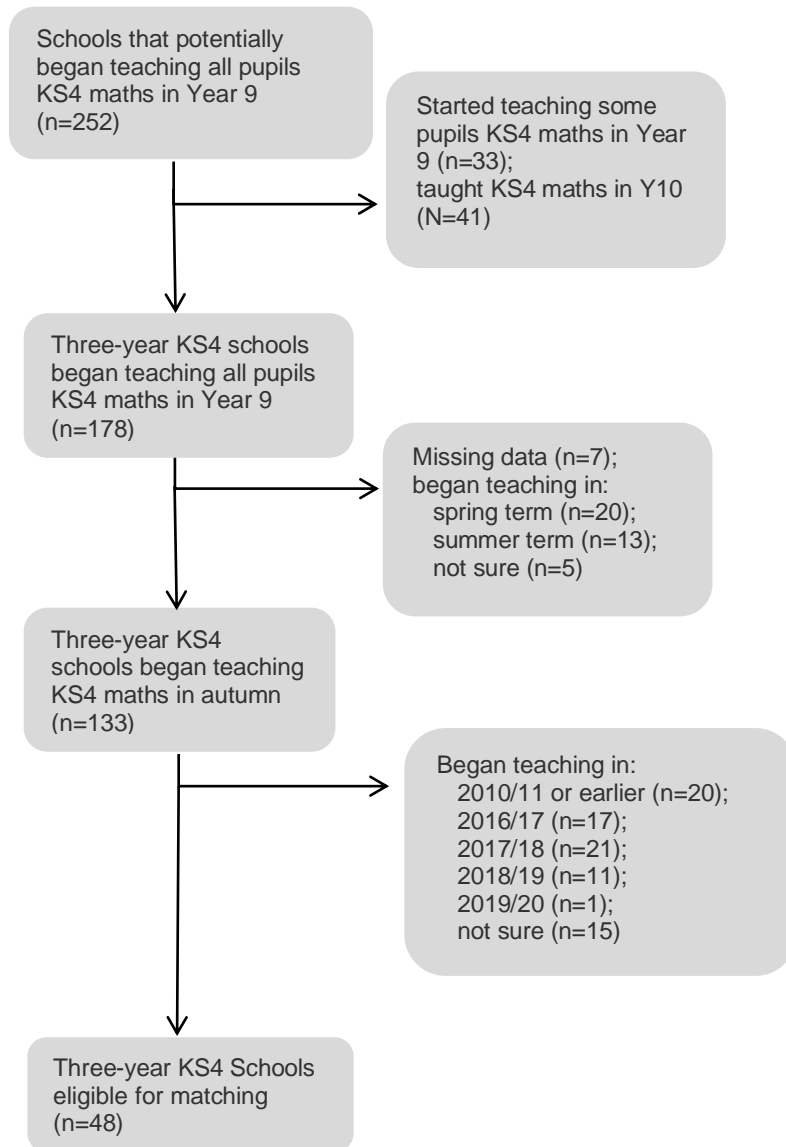 Schools that potentially
began teaching all pupils
KS4 maths in Year 9
(n=252)
Started teaching some
pupils KS4 maths in Year
9 (n=33);
taught KS4 maths in Y10
(N=41)
Three-year KS4 schools
began teaching all pupils
KS4 maths in Year 9
(n=178)
Missing data (n=7);
began teaching in:
spring term (n=20);
summer term (n=13);
not sure (n=5)
Three-year KS4
schools began teaching
KS4 maths in autumn
(n=133)
Began teaching in:
2010/11 or earlier (n=20);
2016/17 (n=17);
2017/18 (n=21);
2018/19 (n=11);
2019/20 (n=1);
not sure (n=15)
Three-year KS4 Schools
eligible for matching
(n=48)